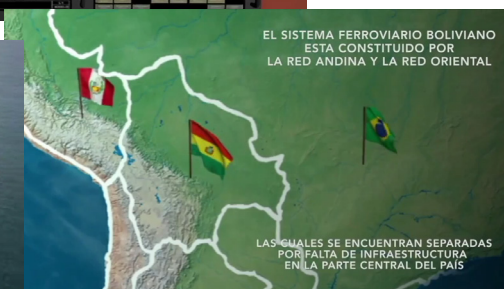 EL SISTEMA FERROVIARIO BOLIVIANO
ESTA CONSTITUIDO POR
LA RED ANDINA Y LA RED ORIENTAL
LAS CUALES SE ENCUENTRAN SEPARADAS
POR FALTA DE INFRAESTRUCTURA
EN LA PARTE CENTRAL DEL PAÍS